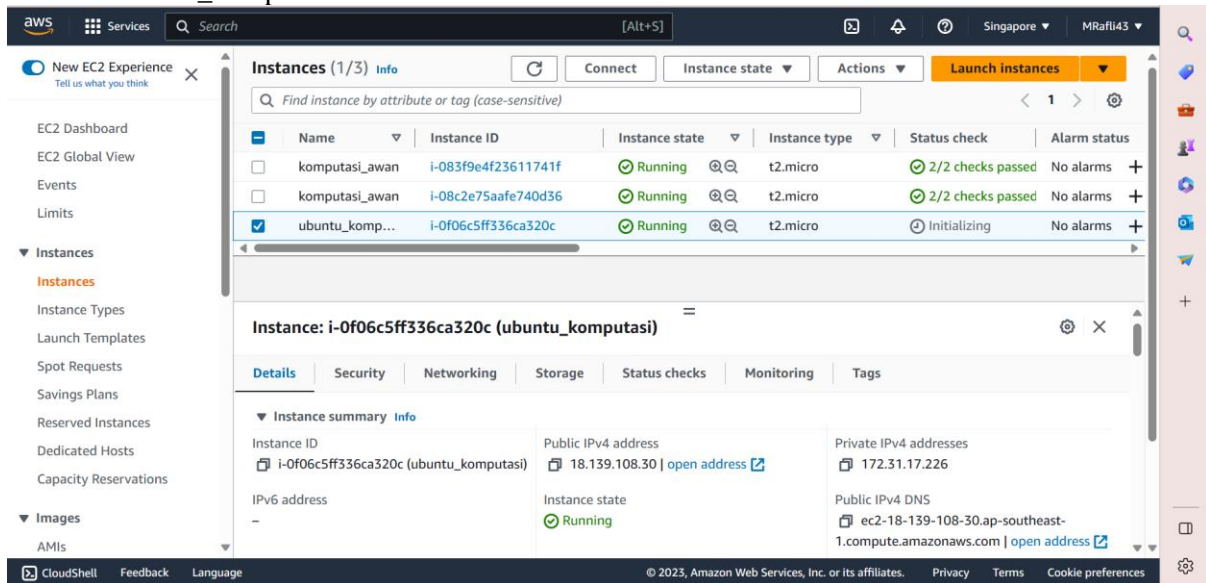 aws Services Search [Alt+S] Singapore ▼ MRafli43 ▼
New EC2 Experience
Tell us what you think
EC2 Dashboard
EC2 Global View
Events
Limits
▼ Instances
Instances
Instance Types
Launch Templates
Spot Requests
Savings Plans
Reserved Instances
Dedicated Hosts
Capacity Reservations
▼ Images
AMIs
Instances (1/3) Info Connect Instance state ▼ Actions ▼ Launch instances ▼
Find instance by attribute or tag (case-sensitive) < 1 >
Name Instance ID Instance state Instance type Status check Alarm status
komputasi_awan i-083f9e4f23611741f Running t2.micro 2/2 checks passed No alarms +
komputasi_awan i-08c2e75aafe740d36 Running t2.micro 2/2 checks passed No alarms +
ubuntu_komp... i-0f06c5ff336ca320c Running t2.micro Initializing No alarms +
Instance: i-0f06c5ff336ca320c (ubuntu_komputasi)
Details Security Networking Storage Status checks Monitoring Tags
▼ Instance summary Info
Instance ID Public IPv4 address Private IPv4 addresses
i-0f06c5ff336ca320c (ubuntu_komputasi) 18.139.108.30 | open address 172.31.17.226
IPv6 address Instance state Public IPv4 DNS
– Running ec2-18-139-108-30.ap-southeast-
1.compute.amazonaws.com | open address
CloudShell Feedback Language © 2023, Amazon Web Services, Inc. or its affiliates. Privacy Terms Cookie preferences